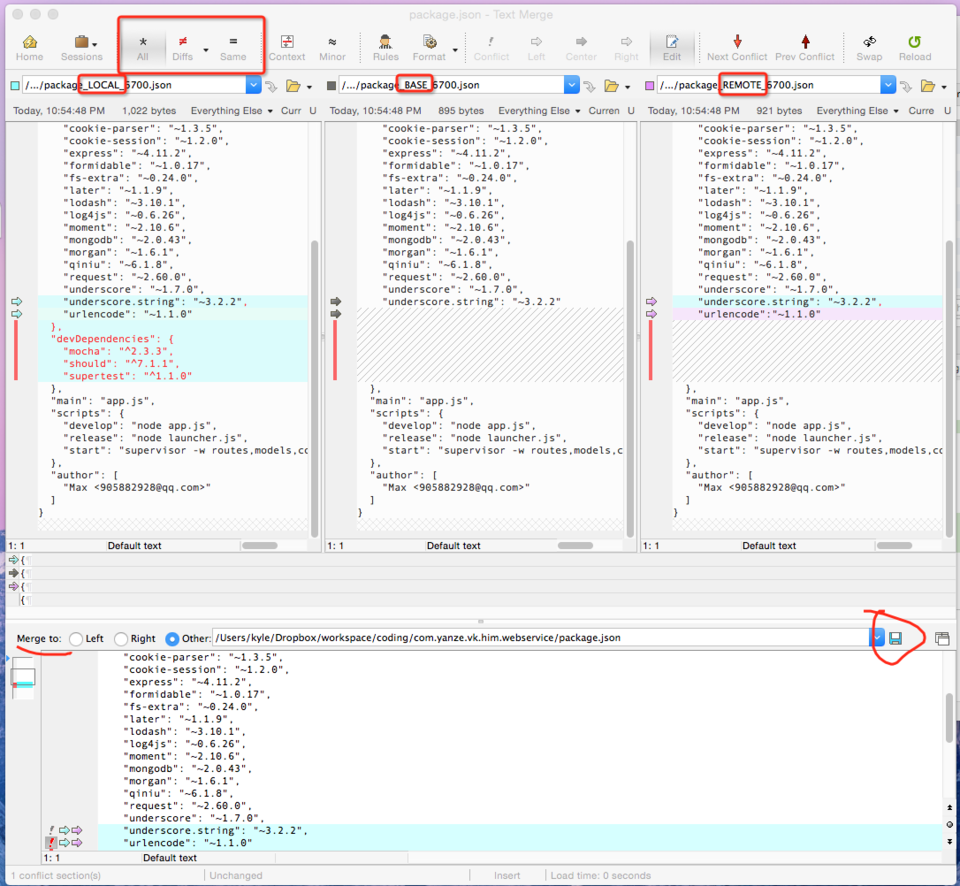 package.json - Text Merge
Home Sessions All Diffs Same Context Minor Rules Format Conflict Left Center Right Edit Next Conflict Prev Conflict Swap Reload
* ≠ = ≈
/.../package_LOCAL_5700.json
Today, 10:54:48 PM 1,022 bytes Everything Else Curr U
"cookie-parser": "~1.3.5",
"cookie-session": "~1.2.0",
"express": "~4.11.2",
"formidable": "~1.0.17",
"fs-extra": "~0.24.0",
"later": "~1.1.9",
"lodash": "~3.10.1",
"log4js": "~0.6.26",
"moment": "~2.10.6",
"mongodb": "~2.0.43",
"morgan": "~1.6.1",
"qiniu": "~6.1.8",
"request": "~2.60.0",
"underscore": "~1.7.0",
"underscore.string": "~3.2.2",
"urlencode": "~1.1.0"
},
"devDependencies": {
"mocha": "^2.3.3",
"should": "^7.1.1",
"supertest": "^1.1.0"
},
"main": "app.js",
"scripts": {
"develop": "node app.js",
"release": "node launcher.js",
"start": "supervisor -w routes,models,cc
},
"author": [
"Max <905882928@qq.com>"
]
}
1: 1 Default text
/.../package_BASE_5700.json
Today, 10:54:48 PM 895 bytes Everything Else Curren U
"cookie-parser": "~1.3.5",
"cookie-session": "~1.2.0",
"express": "~4.11.2",
"formidable": "~1.0.17",
"fs-extra": "~0.24.0",
"later": "~1.1.9",
"lodash": "~3.10.1",
"log4js": "~0.6.26",
"moment": "~2.10.6",
"mongodb": "~2.0.43",
"morgan": "~1.6.1",
"qiniu": "~6.1.8",
"request": "~2.60.0",
"underscore": "~1.7.0",
"underscore.string": "~3.2.2"
},
"main": "app.js",
"scripts": {
"develop": "node app.js",
"release": "node launcher.js",
"start": "supervisor -w routes,models,c
},
"author": [
"Max <905882928@qq.com>"
]
}
1: 1 Default text
/.../package_REMOTE_5700.json
Today, 10:54:48 PM 921 bytes Everything Else Curre U
"cookie-parser": "~1.3.5",
"cookie-session": "~1.2.0",
"express": "~4.11.2",
"formidable": "~1.0.17",
"fs-extra": "~0.24.0",
"later": "~1.1.9",
"lodash": "~3.10.1",
"log4js": "~0.6.26",
"moment": "~2.10.6",
"mongodb": "~2.0.43",
"morgan": "~1.6.1",
"qiniu": "~6.1.8",
"request": "~2.60.0",
"underscore": "~1.7.0",
"underscore.string": "~3.2.2",
"urlencode":"~1.1.0"
},
"main": "app.js",
"scripts": {
"develop": "node app.js",
"release": "node launcher.js",
"start": "supervisor -w routes,models,cc
},
"author": [
"Max <905882928@qq.com>"
]
}
1: 1 Default text
{¶
{¶
{¶
{¶
Merge to: Left Right Other: /Users/kyle/Dropbox/workspace/coding/com.yanze.vk.him.webservice/package.json
"cookie-parser": "~1.3.5",
"cookie-session": "~1.2.0",
"express": "~4.11.2",
"formidable": "~1.0.17",
"fs-extra": "~0.24.0",
"later": "~1.1.9",
"lodash": "~3.10.1",
"log4js": "~0.6.26",
"moment": "~2.10.6",
"mongodb": "~2.0.43",
"morgan": "~1.6.1",
"qiniu": "~6.1.8",
"request": "~2.60.0",
"underscore": "~1.7.0",
"underscore.string": "~3.2.2",
"urlencode": "~1.1.0"
1: 1 Default text
1 conflict section(s) Unchanged Insert Load time: 0 seconds